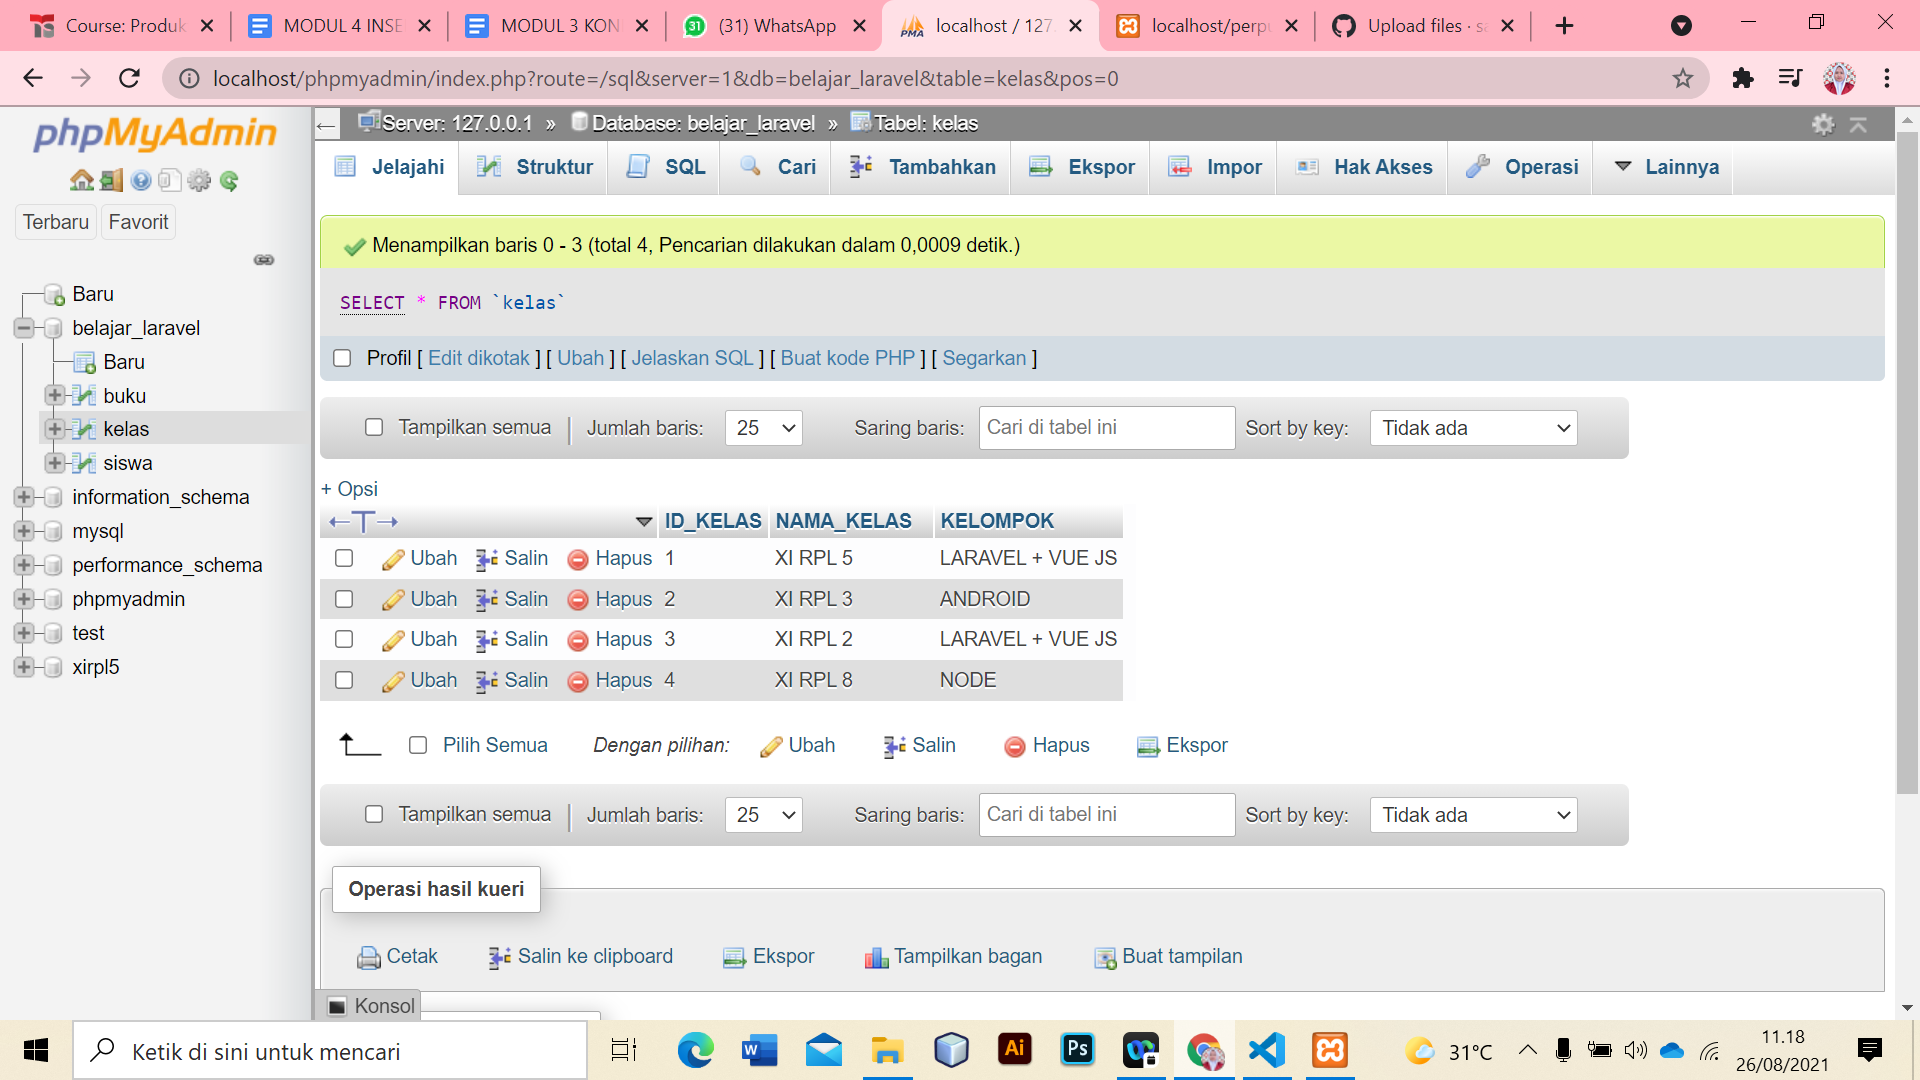 Course: Produk
MODUL 4 INSE
MODUL 3 KON
(31) WhatsApp
localhost / 127.
localhost/perpu
Upload files · sa
localhost/phpmyadmin/index.php?route=/sql&server=1&db=belajar_laravel&table=kelas&pos=0
phpMyAdmin
Terbaru
Favorit
Baru
belajar_laravel
Baru
buku
kelas
siswa
information_schema
mysql
performance_schema
phpmyadmin
test
xirpl5
Server: 127.0.0.1 » Database: belajar_laravel » Tabel: kelas
Jelajahi Struktur SQL Cari Tambahkan Ekspor Impor Hak Akses Operasi Lainnya
Menampilkan baris 0 - 3 (total 4, Pencarian dilakukan dalam 0,0009 detik.)
SELECT * FROM `kelas`
Profil [ Edit dikotak ] [ Ubah ] [ Jelaskan SQL ] [ Buat kode PHP ] [ Segarkan ]
Tampilkan semua | Jumlah baris: 25 Saring baris: Cari di tabel ini Sort by key: Tidak ada
+ Opsi
←T→ ID_KELAS NAMA_KELAS KELOMPOK
Ubah Salin Hapus 1 XI RPL 5 LARAVEL + VUE JS
Ubah Salin Hapus 2 XI RPL 3 ANDROID
Ubah Salin Hapus 3 XI RPL 2 LARAVEL + VUE JS
Ubah Salin Hapus 4 XI RPL 8 NODE
Pilih Semua Dengan pilihan: Ubah Salin Hapus Ekspor
Tampilkan semua | Jumlah baris: 25 Saring baris: Cari di tabel ini Sort by key: Tidak ada
Operasi hasil kueri
Cetak Salin ke clipboard Ekspor Tampilkan bagan Buat tampilan
Konsol
Ketik di sini untuk mencari
31°C
11.18
26/08/2021